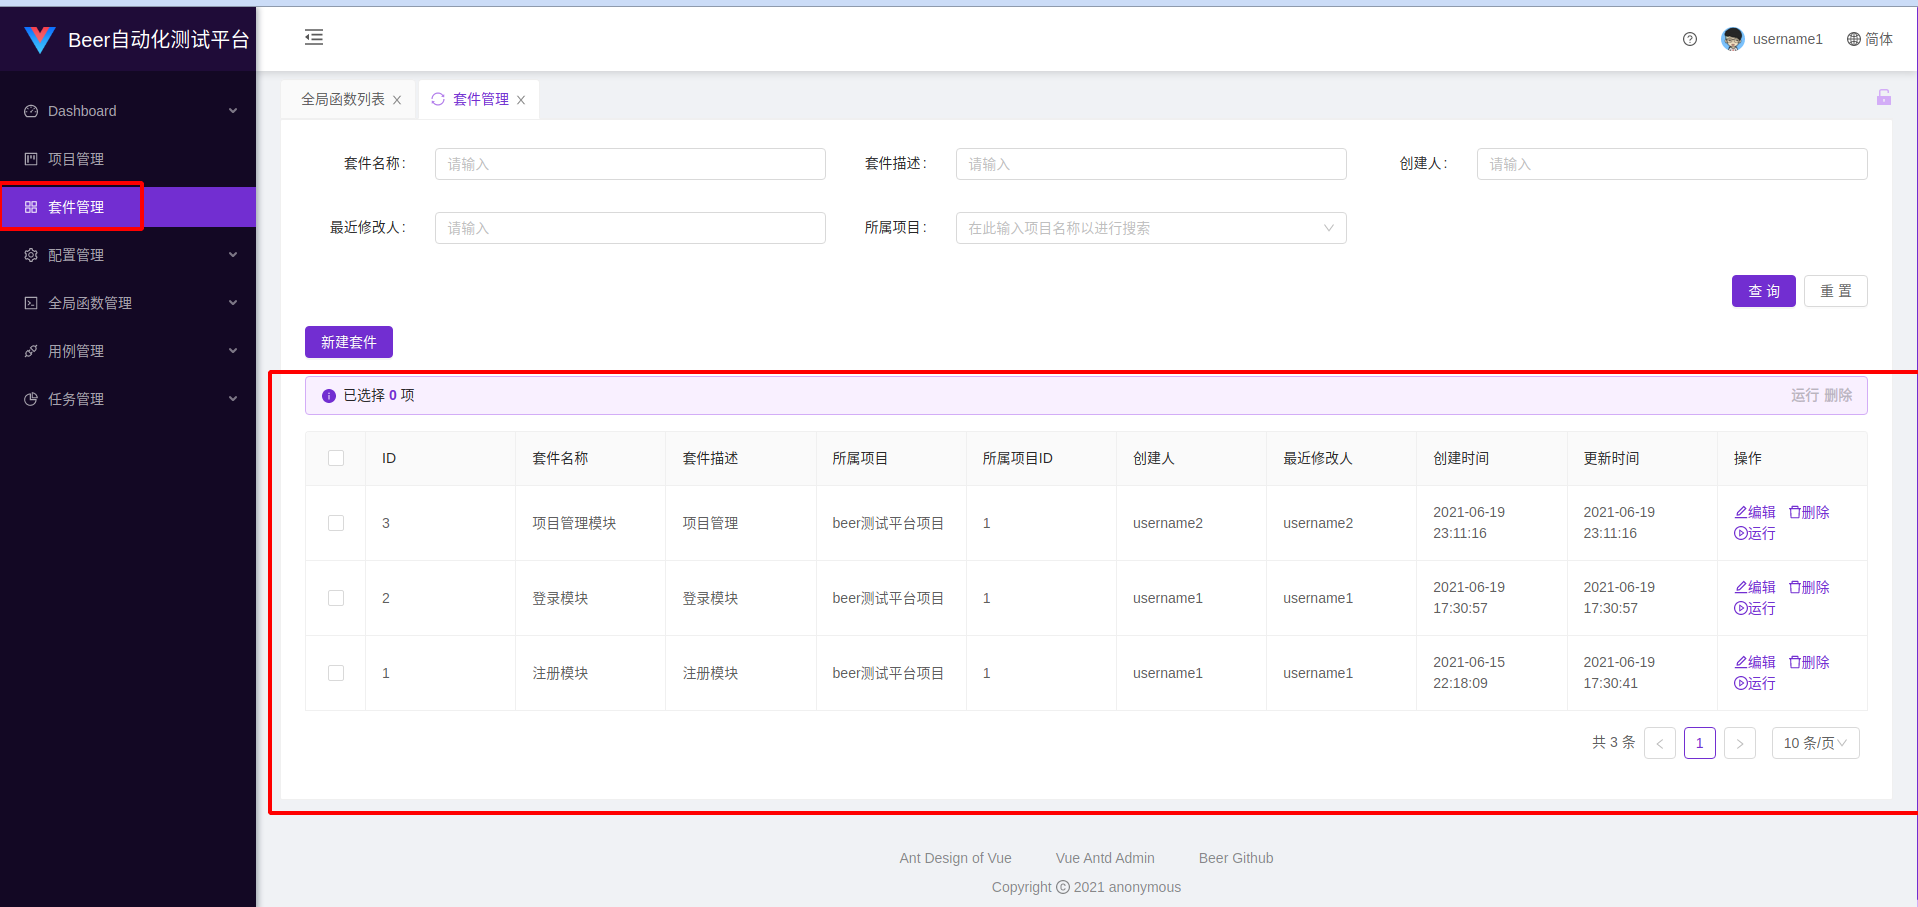 Beer自动化测试平台
username1
简体
Dashboard
项目管理
套件管理
配置管理
全局函数管理
用例管理
任务管理
全局函数列表
套件管理
套件名称:
请输入
套件描述:
请输入
创建人:
请输入
最近修改人:
请输入
所属项目:
在此输入项目名称以进行搜索
查 询
重 置
新建套件
已选择 0 项
运行 删除
ID 套件名称 套件描述 所属项目 所属项目ID 创建人 最近修改人 创建时间 更新时间 操作
3 项目管理模块 项目管理 beer测试平台项目 1 username2 username2 2021-06-19 23:11:16 2021-06-19 23:11:16 编辑 删除 运行
2 登录模块 登录模块 beer测试平台项目 1 username1 username1 2021-06-19 17:30:57 2021-06-19 17:30:57 编辑 删除 运行
1 注册模块 注册模块 beer测试平台项目 1 username1 username1 2021-06-15 22:18:09 2021-06-19 17:30:41 编辑 删除 运行
共 3 条
1
10 条/页
Ant Design of Vue Vue Antd Admin Beer Github
Copyright © 2021 anonymous